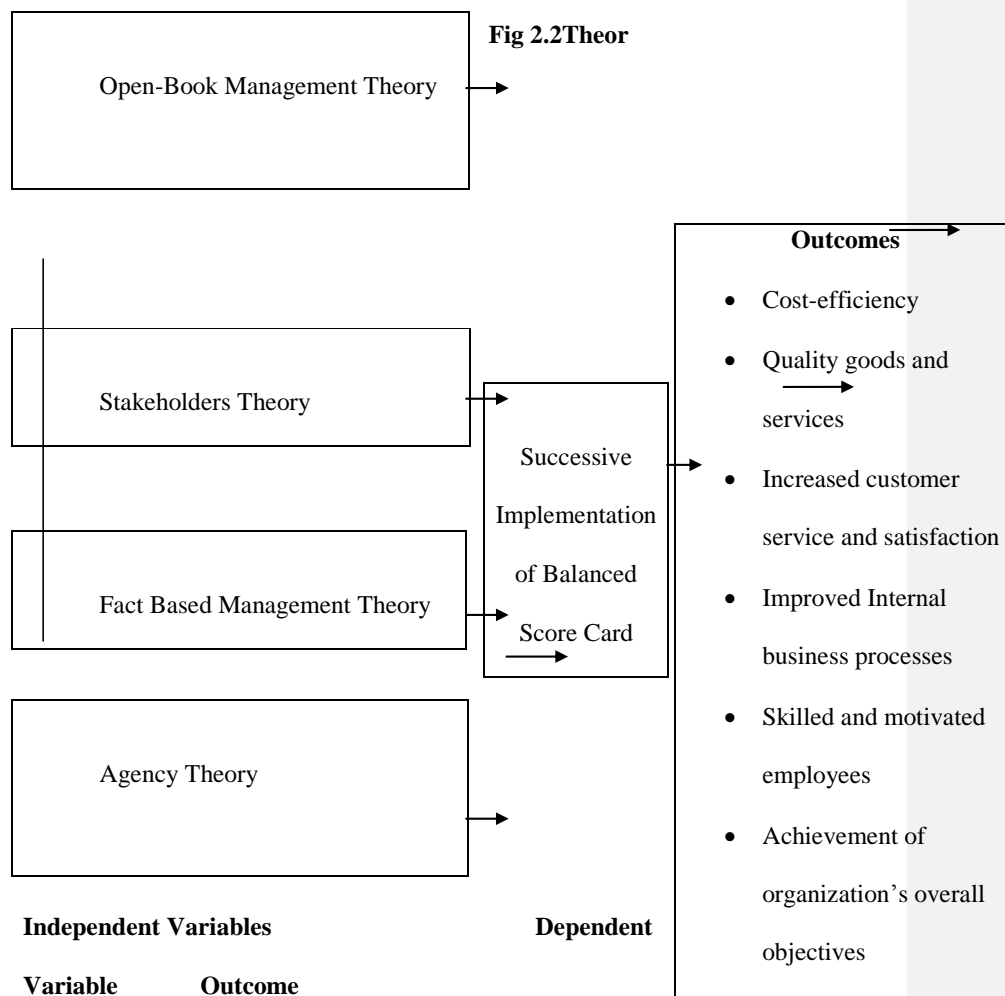 Fig 2.2Theor
Open-Book Management Theory
Stakeholders Theory
Fact Based Management Theory
Agency Theory
Successive
Implementation
of Balanced
Score Card
Outcomes
• Cost-efficiency
• Quality goods and
services
• Increased customer
service and satisfaction
• Improved Internal
business processes
• Skilled and motivated
employees
• Achievement of
organization’s overall
objectives
Independent Variables Dependent
Variable Outcome